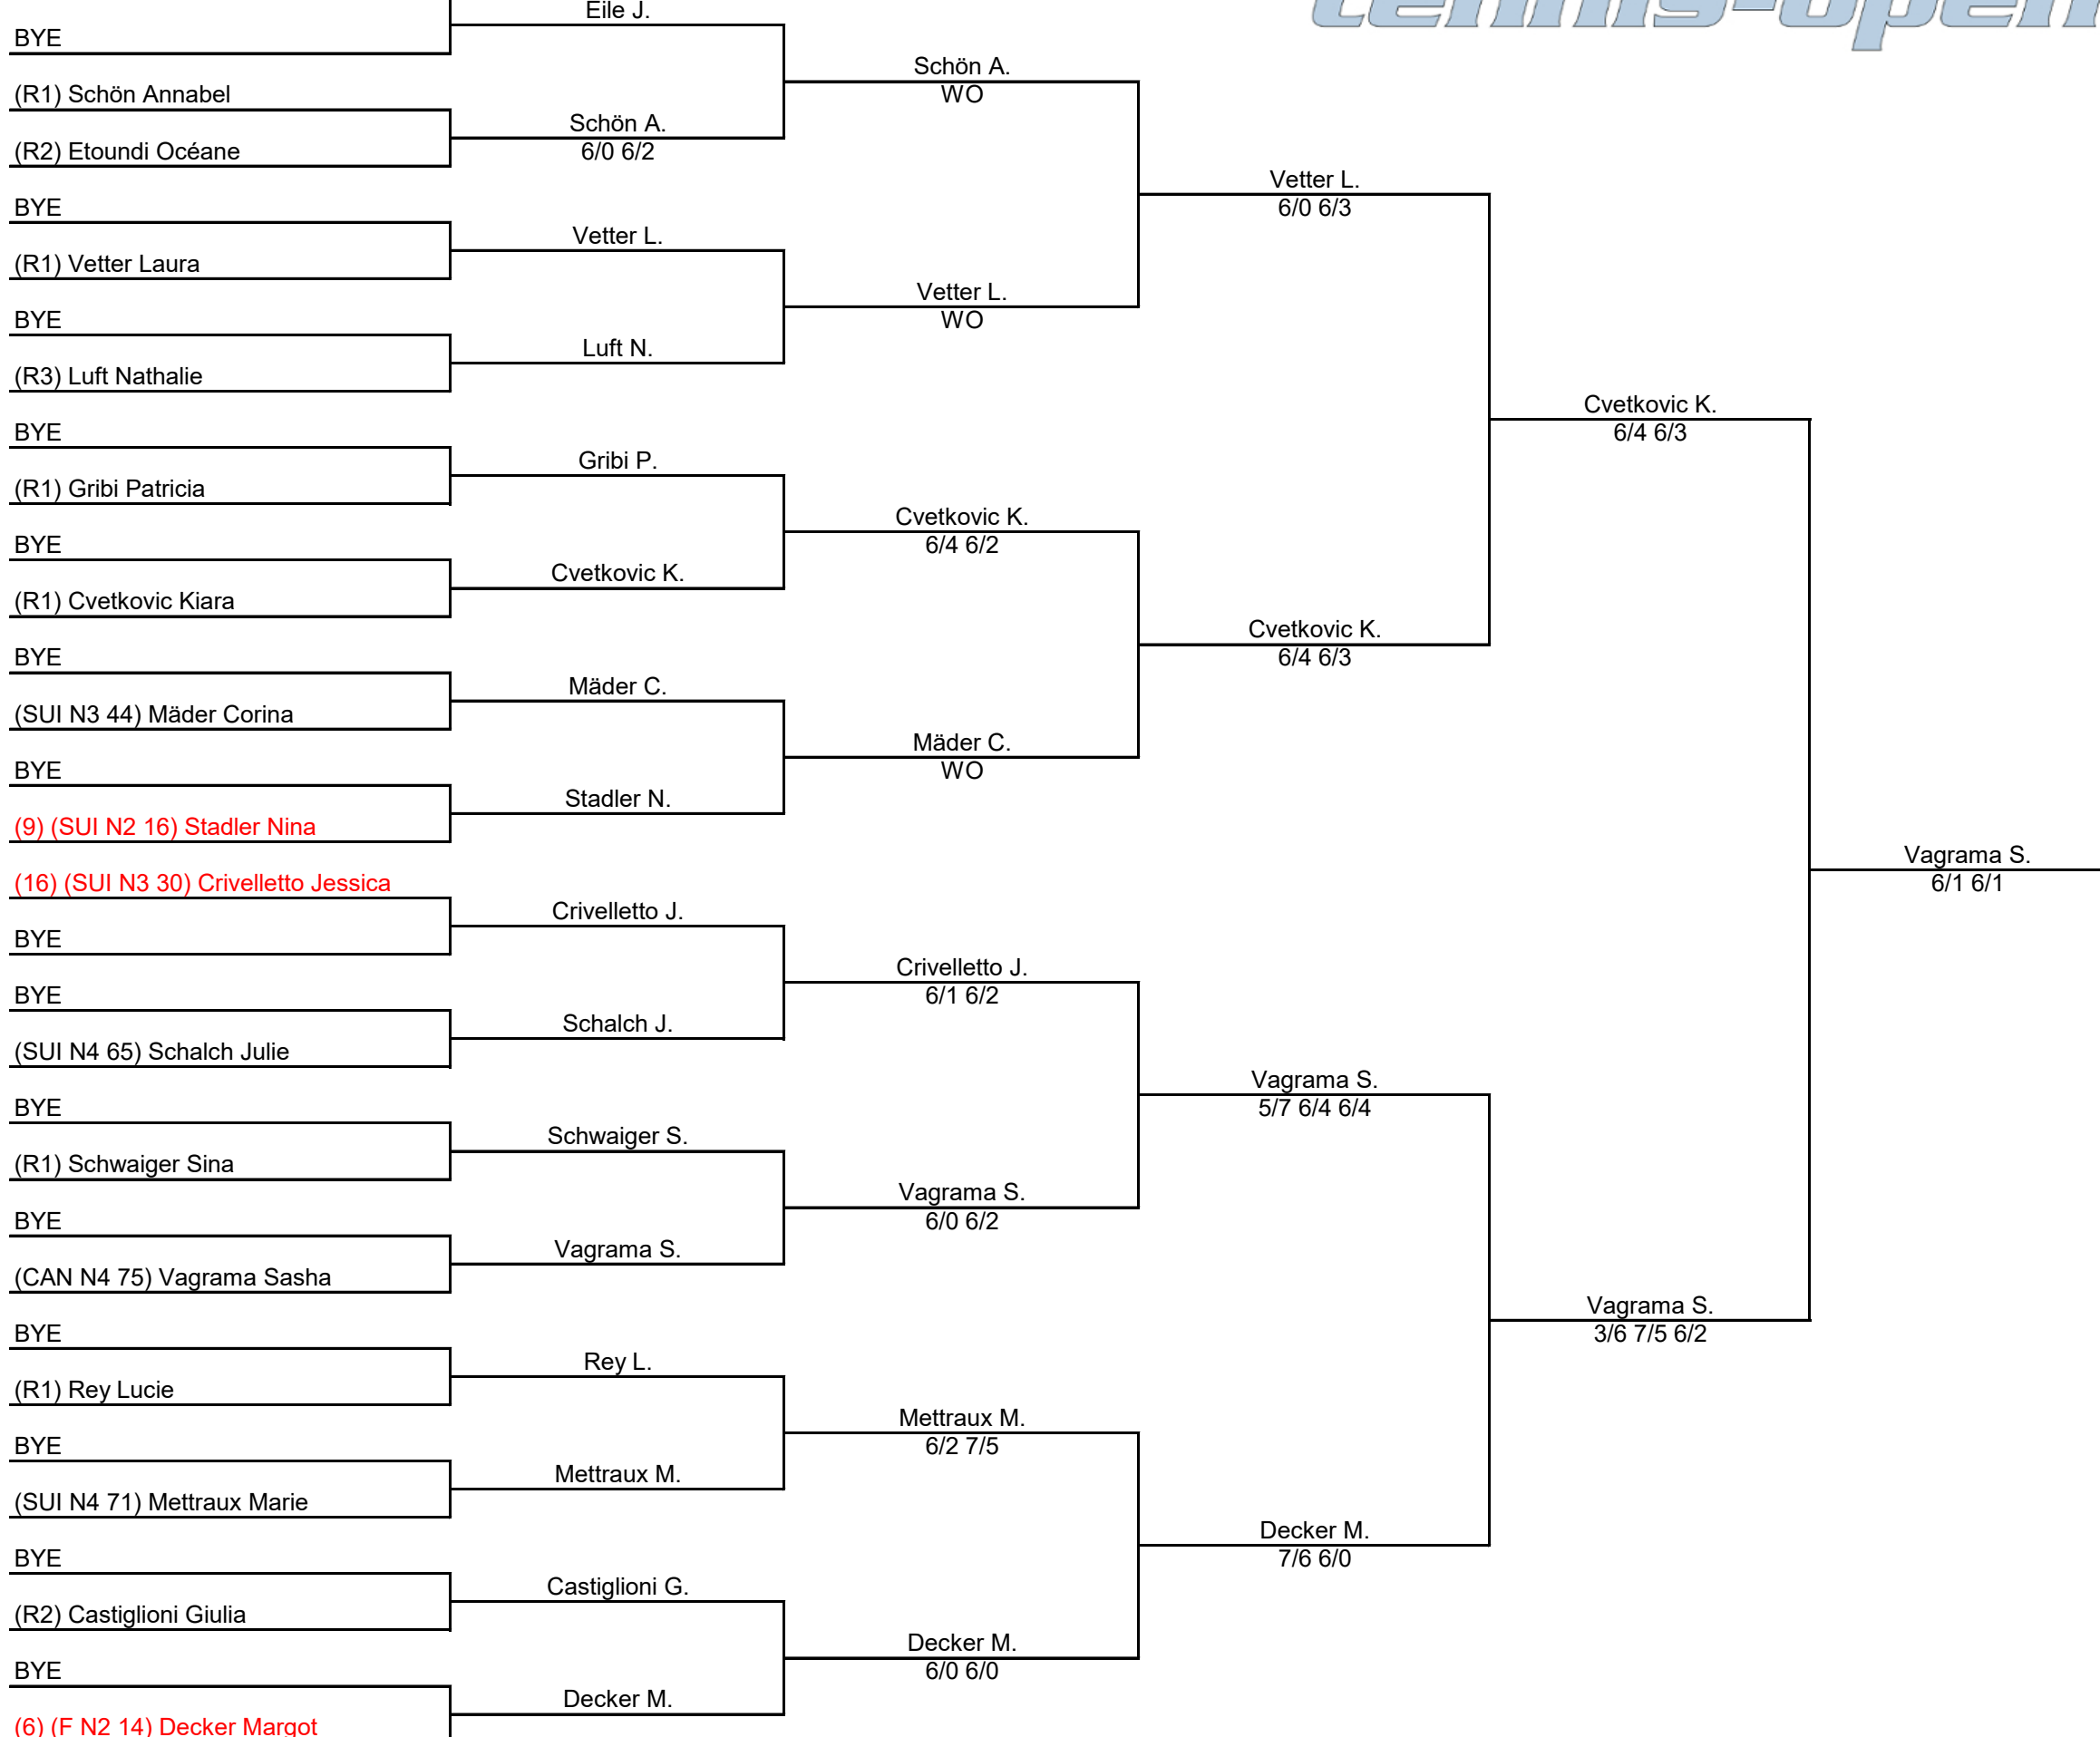 tennis-open
Eile J.
BYE
Schön A.
(R1) Schön Annabel
WO
Schön A.
(R2) Etoundi Océane
6/0 6/2
Vetter L.
BYE
6/0 6/3
Vetter L.
(R1) Vetter Laura
Vetter L.
BYE
WO
Luft N.
(R3) Luft Nathalie
Cvetkovic K.
BYE
6/4 6/3
Gribi P.
(R1) Gribi Patricia
Cvetkovic K.
BYE
6/4 6/2
Cvetkovic K.
(R1) Cvetkovic Kiara
Cvetkovic K.
BYE
6/4 6/3
Mäder C.
(SUI N3 44) Mäder Corina
Mäder C.
BYE
WO
Stadler N.
(9) (SUI N2 16) Stadler Nina
Vagrama S.
(16) (SUI N3 30) Crivelletto Jessica
6/1 6/1
Crivelletto J.
BYE
Crivelletto J.
BYE
6/1 6/2
Schalch J.
(SUI N4 65) Schalch Julie
Vagrama S.
BYE
5/7 6/4 6/4
Schwaiger S.
(R1) Schwaiger Sina
Vagrama S.
BYE
6/0 6/2
Vagrama S.
(CAN N4 75) Vagrama Sasha
Vagrama S.
BYE
3/6 7/5 6/2
Rey L.
(R1) Rey Lucie
Mettraux M.
BYE
6/2 7/5
Mettraux M.
(SUI N4 71) Mettraux Marie
Decker M.
BYE
7/6 6/0
Castiglioni G.
(R2) Castiglioni Giulia
Decker M.
BYE
6/0 6/0
Decker M.
(6) (F N2 14) Decker Margot